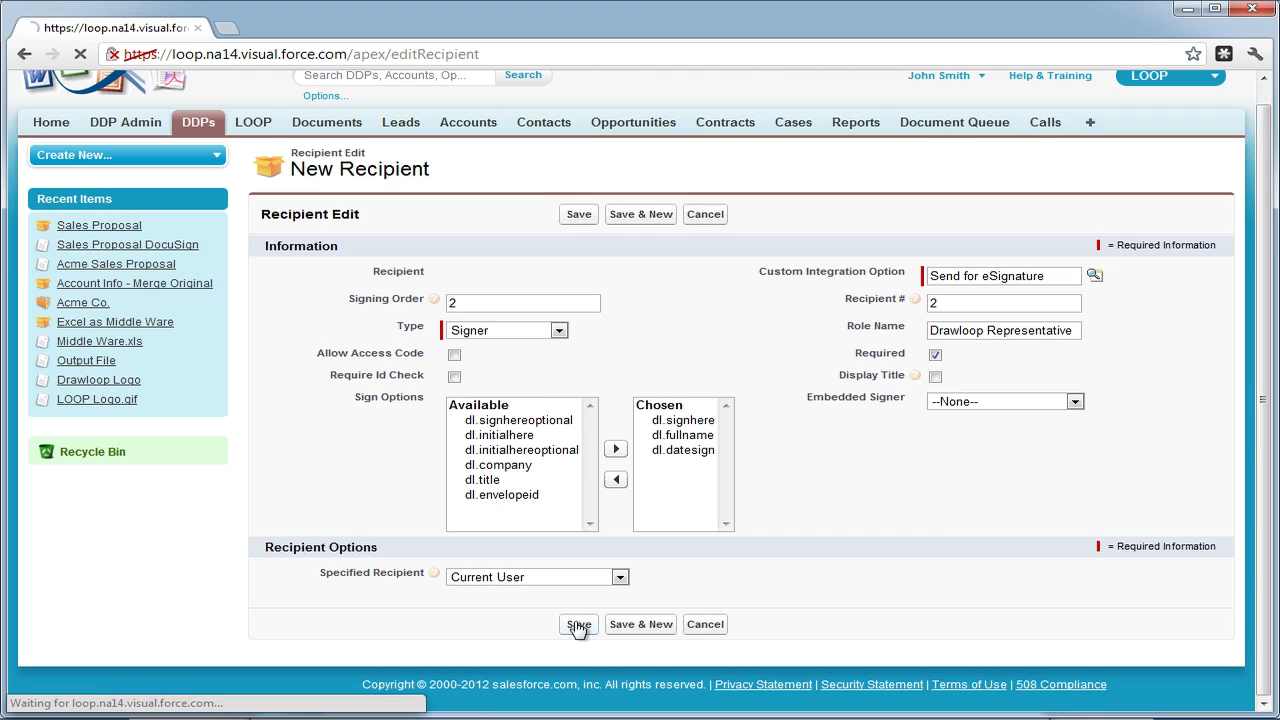 https://loop.na14.visual.for
https://loop.na14.visual.force.com/apex/editRecipient
Search DDPs, Accounts, Op...
Search
Options...
John Smith
Help & Training
LOOP
Home
DDP Admin
DDPs
LOOP
Documents
Leads
Accounts
Contacts
Opportunities
Contracts
Cases
Reports
Document Queue
Calls
+
Create New...
Recent Items
Sales Proposal
Sales Proposal DocuSign
Acme Sales Proposal
Account Info - Merge Original
Acme Co.
Excel as Middle Ware
Middle Ware.xls
Output File
Drawloop Logo
LOOP Logo.gif
Recycle Bin
Recipient Edit
New Recipient
Recipient Edit
Save
Save & New
Cancel
Information
= Required Information
Recipient
Custom Integration Option
Send for eSignature
Signing Order
2
Recipient #
2
Type
Signer
Role Name
Drawloop Representative
Allow Access Code
Required
Require Id Check
Display Title
Sign Options
Available
dl.signhereoptional
dl.initialhere
dl.initialhereoptional
dl.company
dl.title
dl.envelopeid
Chosen
dl.signhere
dl.fullname
dl.datesign
Embedded Signer
--None--
Recipient Options
= Required Information
Specified Recipient
Current User
Save
Save & New
Cancel
Copyright © 2000-2012 salesforce.com, inc. All rights reserved. | Privacy Statement | Security Statement | Terms of Use | 508 Compliance
Waiting for loop.na14.visual.force.com...